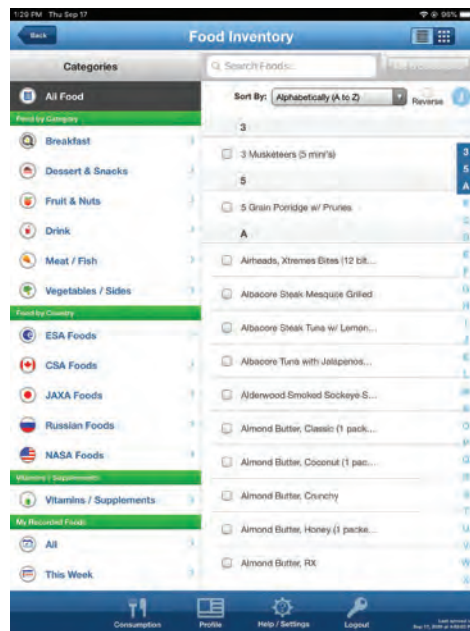 1:20 PM Thu Sep 17
95%
Back
Food Inventory
Categories
Search Foods...
All Food
Sort By: Alphabetically (A to Z)
Reverse
Food by Category
Breakfast
Dessert & Snacks
Fruit & Nuts
Drink
Meat / Fish
Vegetables / Sides
Food by Country
ESA Foods
CSA Foods
JAXA Foods
Russian Foods
NASA Foods
Vitamins / Supplements
Vitamins / Supplements
My Recorded Foods
All
This Week
3
3 Musketeers (5 mini's)
5
5 Grain Porridge w/ Prunes
A
Airheads, Xtremes Bites (12 bit...
Albacore Steak Mesquite Grilled
Albacore Steak Tuna w/ Lemon...
Albacore Tuna with Jalapenos...
Alderwood Smoked Sockeye S...
Almond Butter, Classic (1 pack...
Almond Butter, Coconut (1 pac...
Almond Butter, Crunchy
Almond Butter, Honey (1 packe...
Almond Butter, RX
3
5
A
Consumption
Profile
Help / Settings
Logout